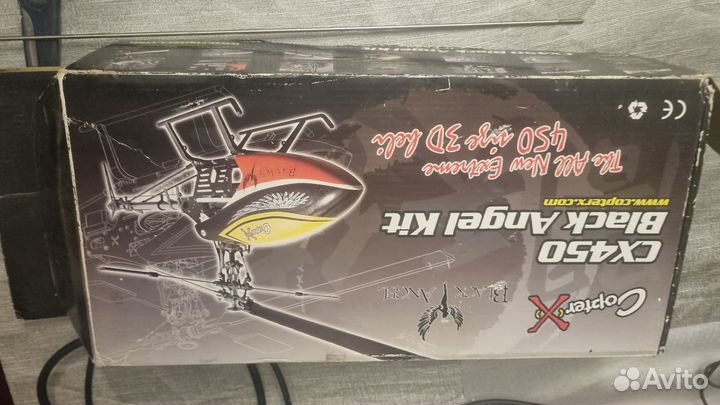 CopterX
BLACK ANGEL
CX450
Black Angel Kit
www.copterx.com
The All New Extreme
450 size 3D heli
CopterX
CE
Avito